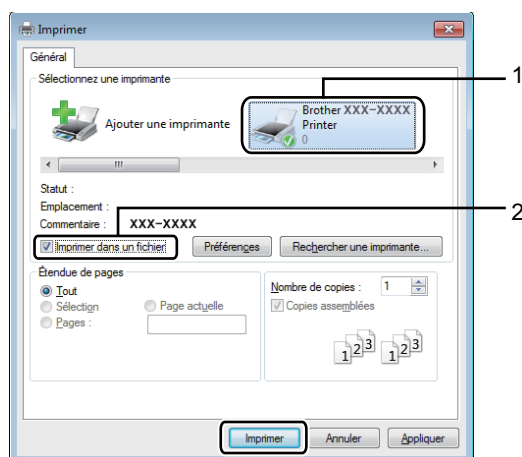 Imprimer
Général
Sélectionnez une imprimante
1
Ajouter une imprimante
Brother XXX-XXXX
Printer
0
Statut :
Emplacement :
Commentaire : XXX-XXXX
2
Imprimer dans un fichier
Préférences
Rechercher une imprimante...
Étendue de pages
Tout
Sélection
Page actuelle
Pages :
Nombre de copies : 1
Copies assemblées
1 2 3 1 2 3
Imprimer
Annuler
Appliquer